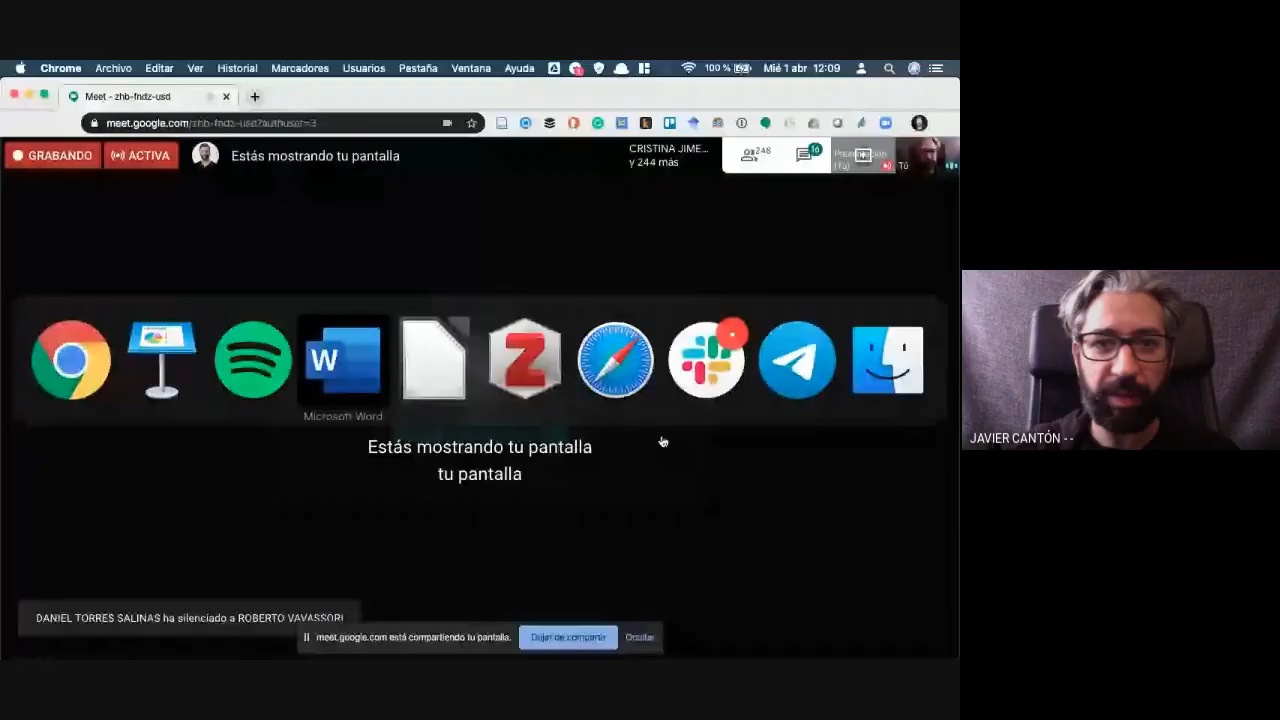 Chrome Archivo Editar Ver Historial Marcadores Usuarios Pestaña Ventana Ayuda 100 % Mié 1 abr 12:09
Meet - zhb-fndz-usd
meet.google.com/zhb-fndz-usd?authuser=3
GRABANDO ACTIVA Estás mostrando tu pantalla
CRISTINA JIME...
y 244 más
248
16
(Tú)
Tú
W
Z
Microsoft Word
Estás mostrando tu pantalla
tu pantalla
JAVIER CANTÓN - -
DANIEL TORRES SALINAS ha silenciado a ROBERTO VAVASSORI
meet.google.com está compartiendo tu pantalla. Dejar de compartir Ocultar